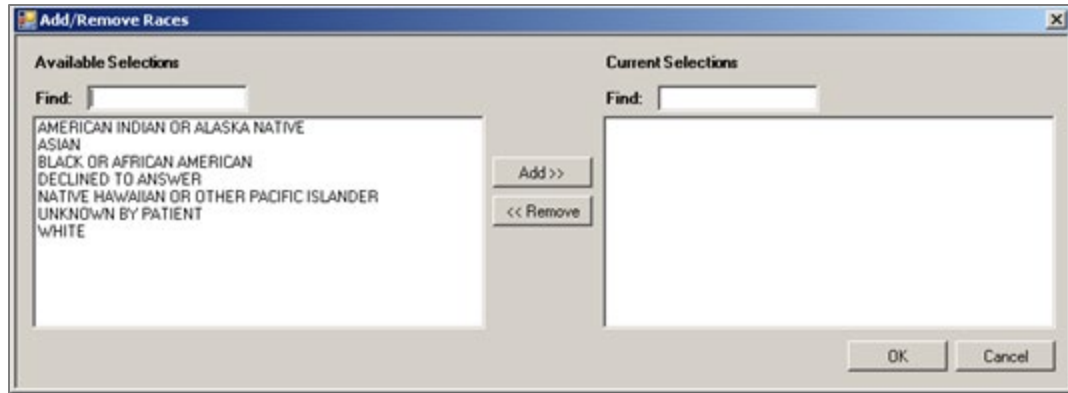 Add/Remove Races
Available Selections
Current Selections
Find:
Find:
AMERICAN INDIAN OR ALASKA NATIVE
ASIAN
BLACK OR AFRICAN AMERICAN
DECLINED TO ANSWER
NATIVE HAWAIIAN OR OTHER PACIFIC ISLANDER
UNKNOWN BY PATIENT
WHITE
Add >>
<< Remove
OK
Cancel